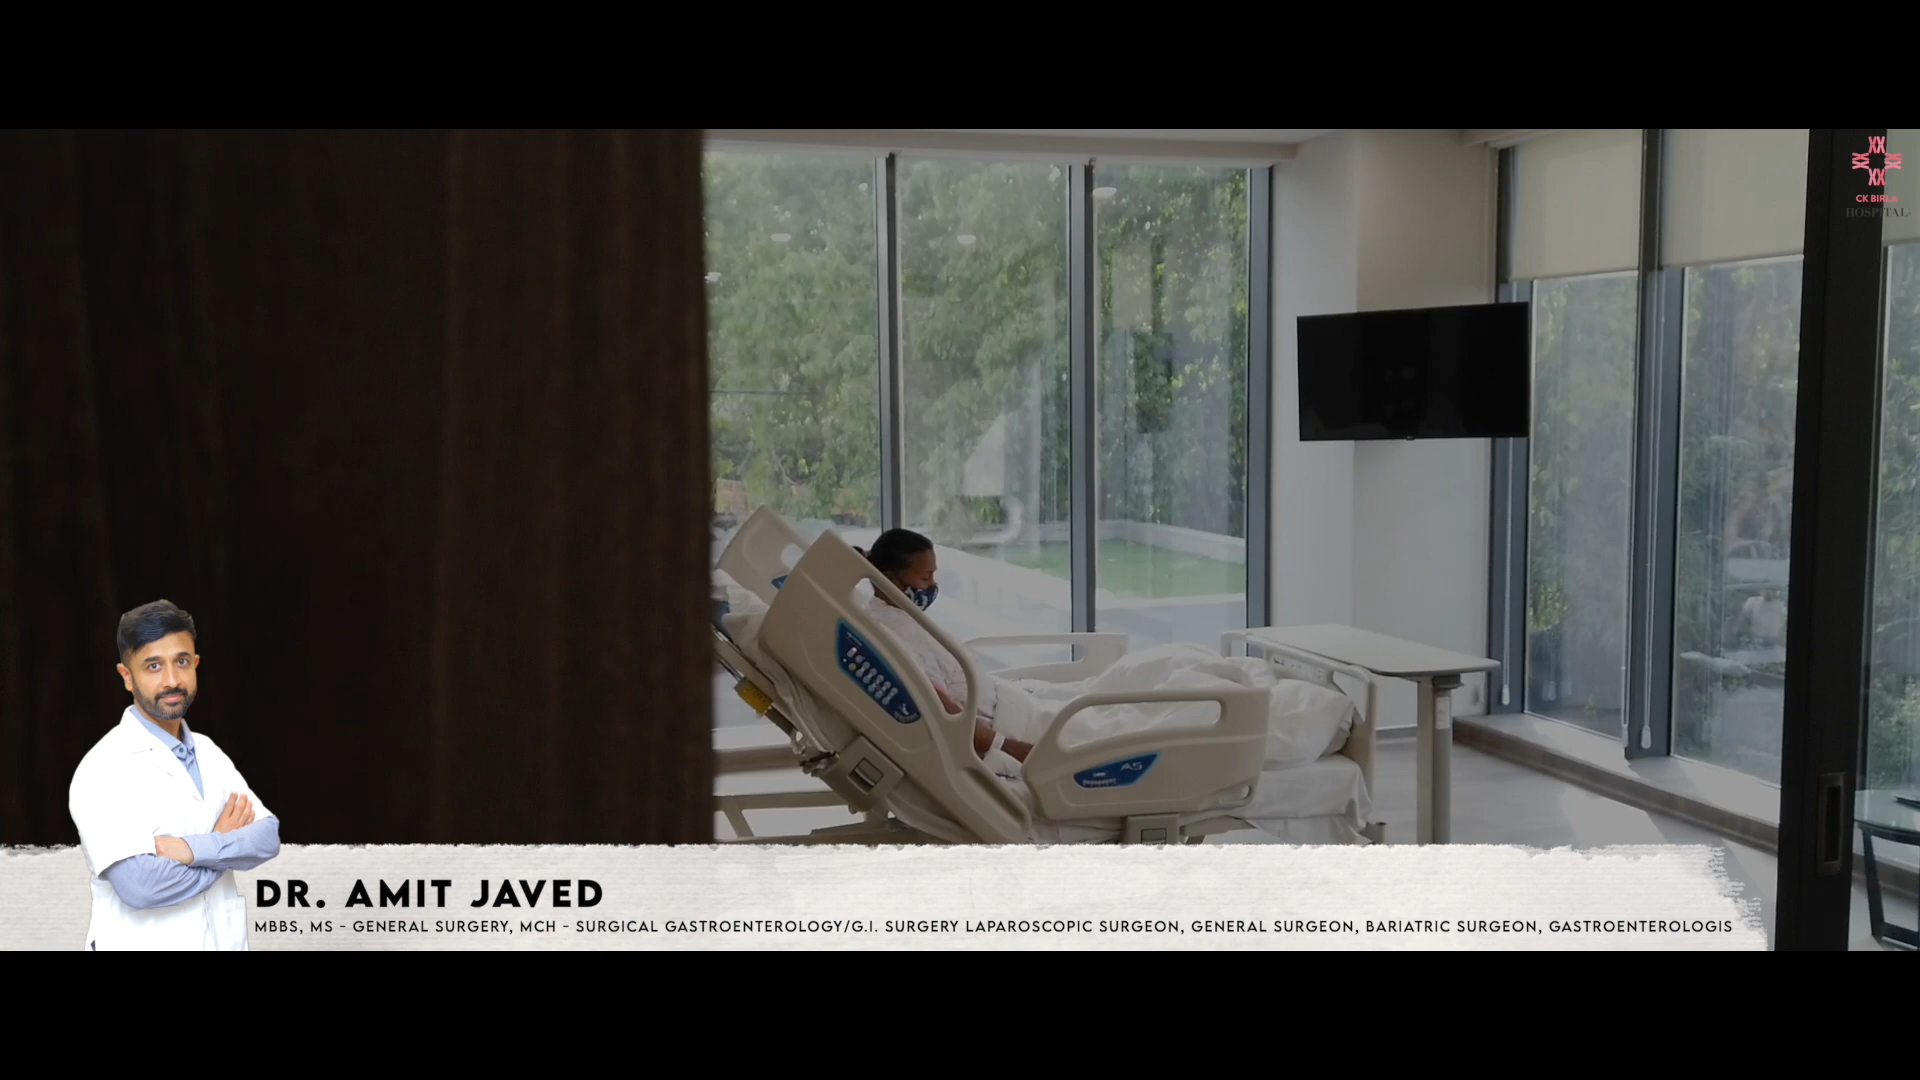 CK BIRLA
HOSPITAL
A5
DR. AMIT JAVED
MBBS, MS - GENERAL SURGERY, MCH - SURGICAL GASTROENTEROLOGY/G.I. SURGERY LAPAROSCOPIC SURGEON, GENERAL SURGEON, BARIATRIC SURGEON, GASTROENTEROLOGIS